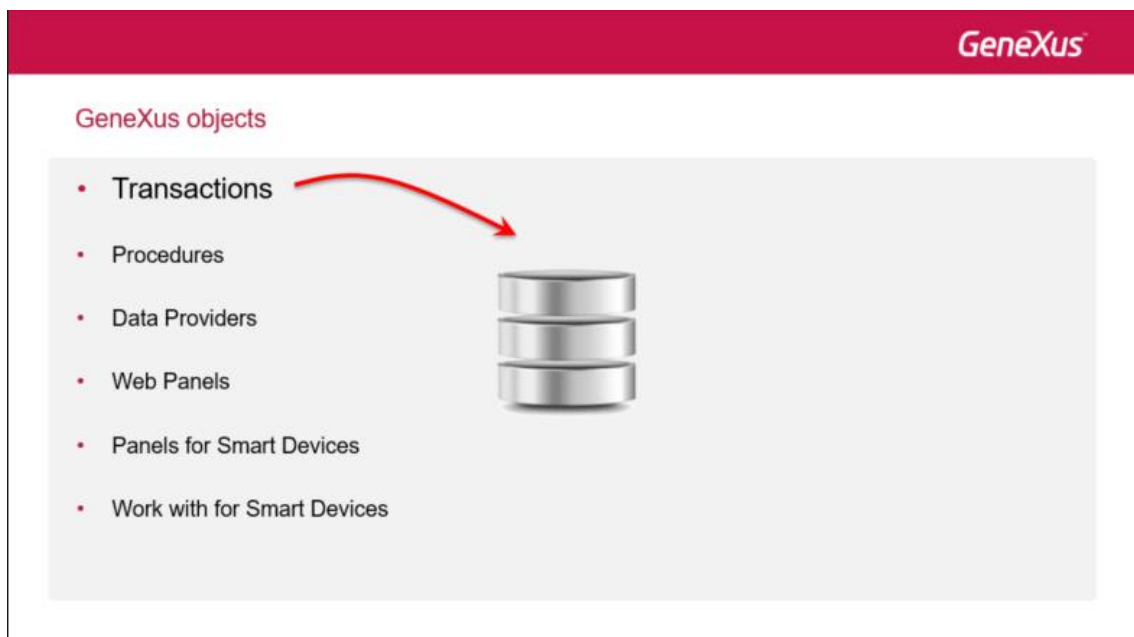 GeneXus
GeneXus objects
• Transactions
• Procedures
• Data Providers
• Web Panels
• Panels for Smart Devices
• Work with for Smart Devices